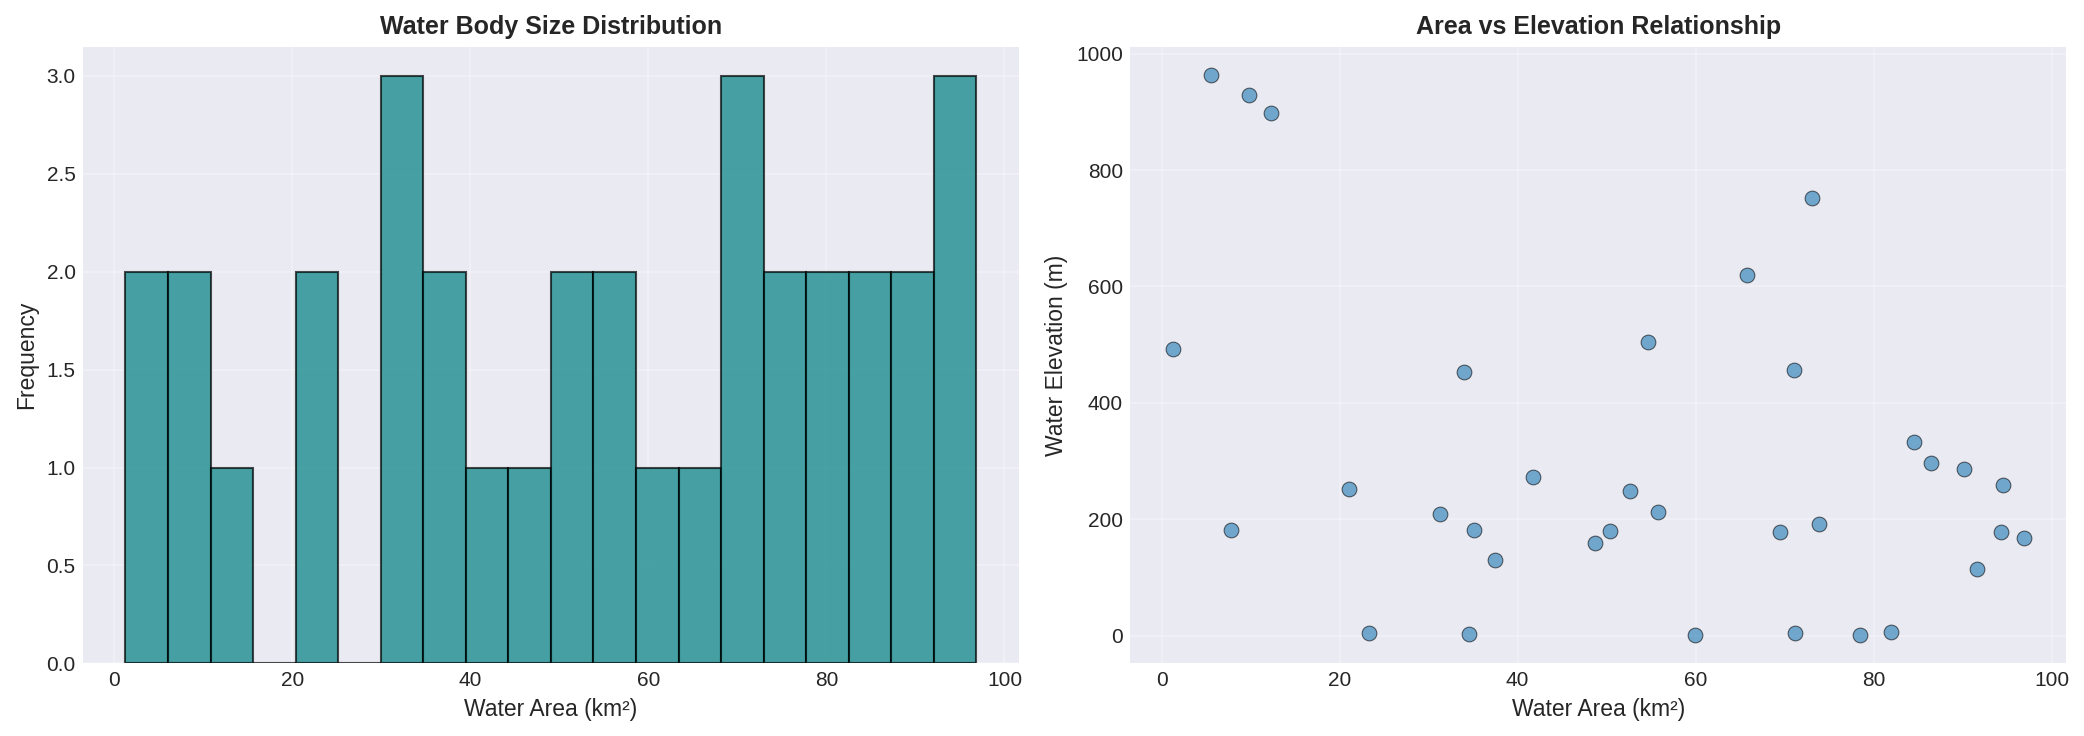 Water Body Size Distribution
3.0
2.5
2.0
1.5
1.0
0.5
0.0
Frequency
0 20 40 60 80 100
Water Area (km²)
Area vs Elevation Relationship
1000
800
600
400
200
0
Water Elevation (m)
0 20 40 60 80 100
Water Area (km²)